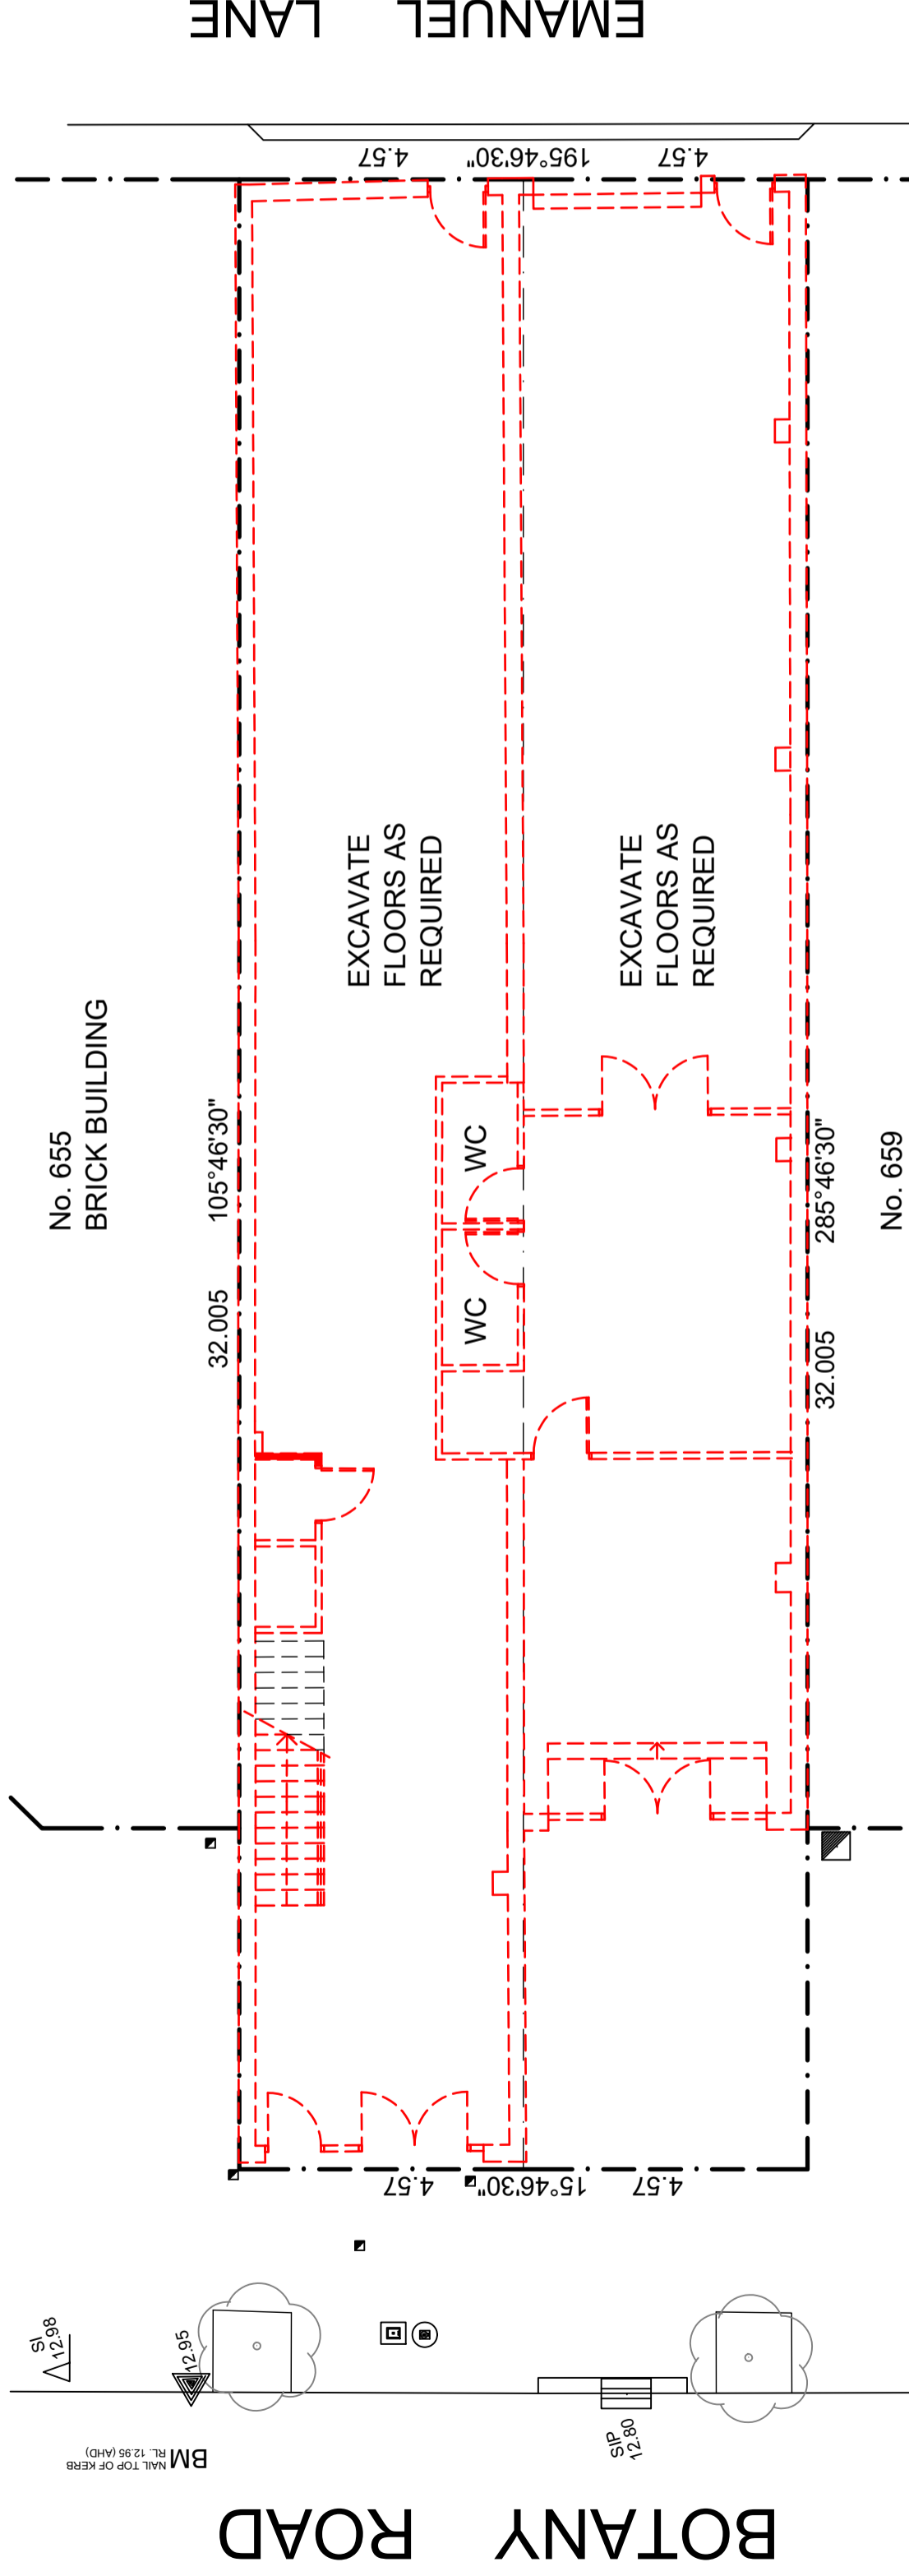 EMANUEL LANE
4.57
195°46'30"
4.57
EXCAVATE
FLOORS AS
REQUIRED
EXCAVATE
FLOORS AS
REQUIRED
No. 655
BRICK BUILDING
32.005 105°46'30"
WC
WC
32.005 285°46'30"
No. 659
4.57
15°46'30"
4.57
SI
12.98
12.95
SIP
12.80
BM
NAIL TOP OF KERB
RL. 12.95 (AHD)
BOTANY ROAD